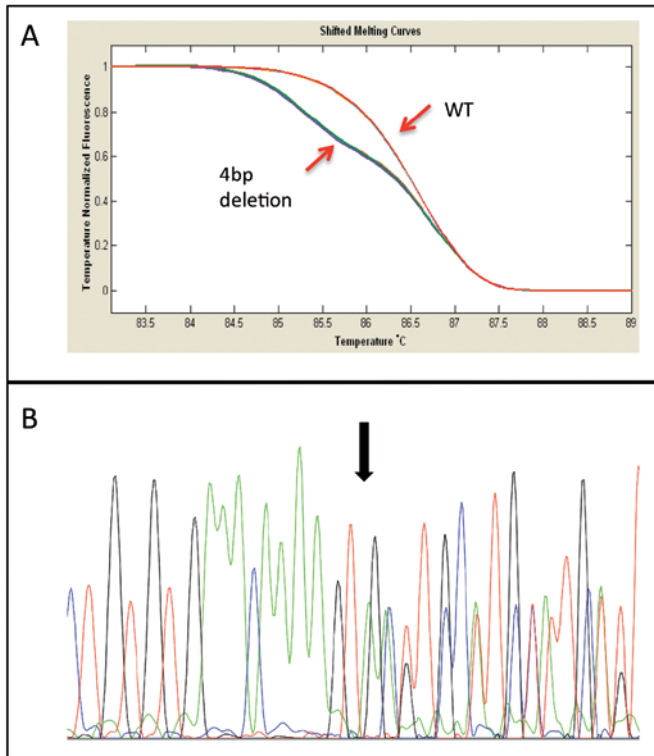 A
Shifted Melting Curves
Temperature Normalized Fluorescence
1
0.8
0.6
0.4
0.2
0
WT
4bp
deletion
83.5 84 84.5 85 85.5 86 86.5 87 87.5 88 88.5 89
Temperature °C
B